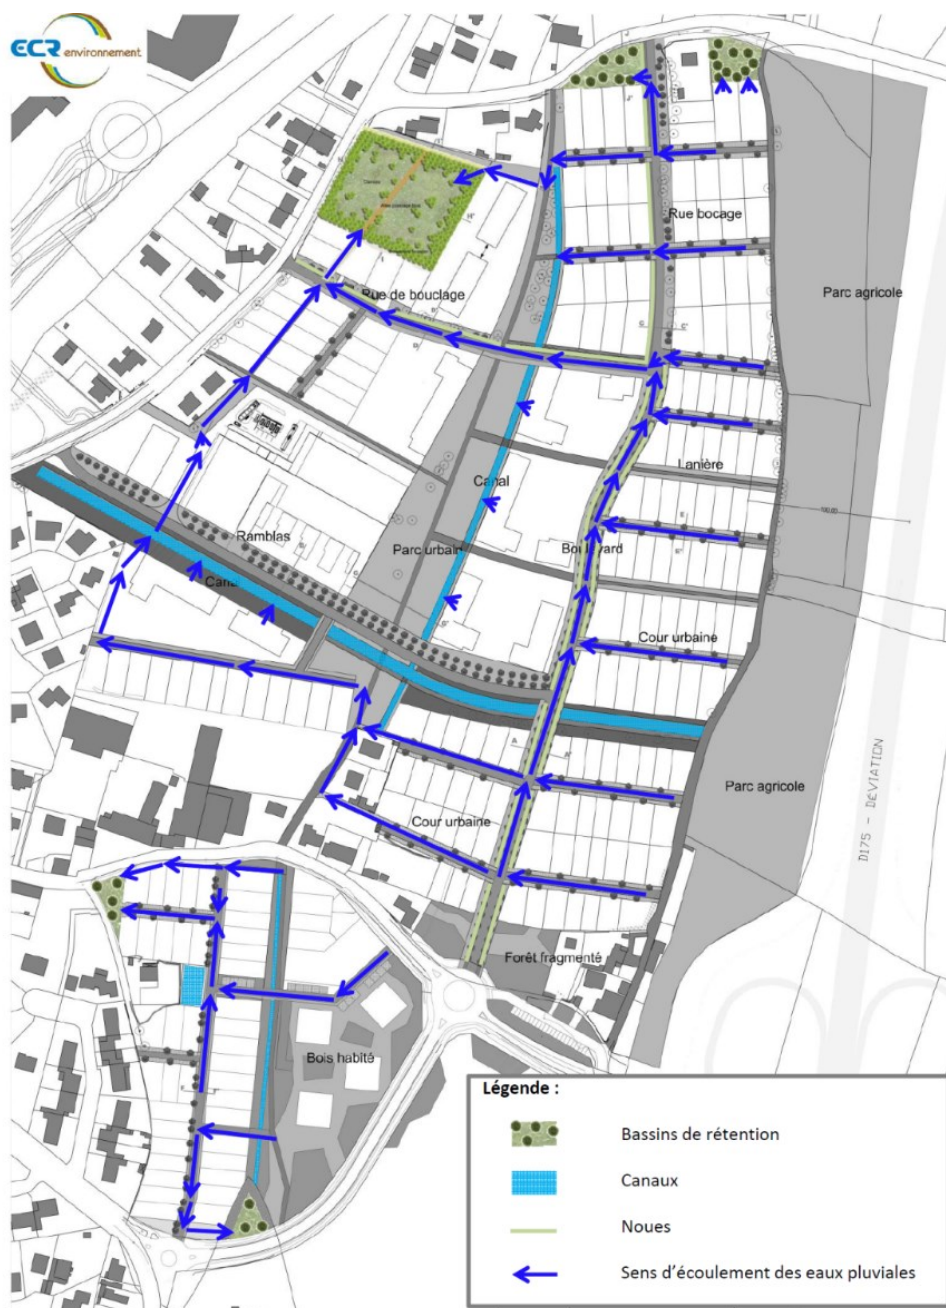 ECR environnement
Rue bocage
Parc agricole
Rue de bouclage
Lanière
Canal
Ramblas
Parc urbain
Boulevard
Canal
Cour urbaine
Parc agricole
D175 - DÉVIATION
Cour urbaine
Forêt fragmenté
Bois habité
Légende :
Bassins de rétention
Canaux
Noues
Sens d'écoulement des eaux pluviales